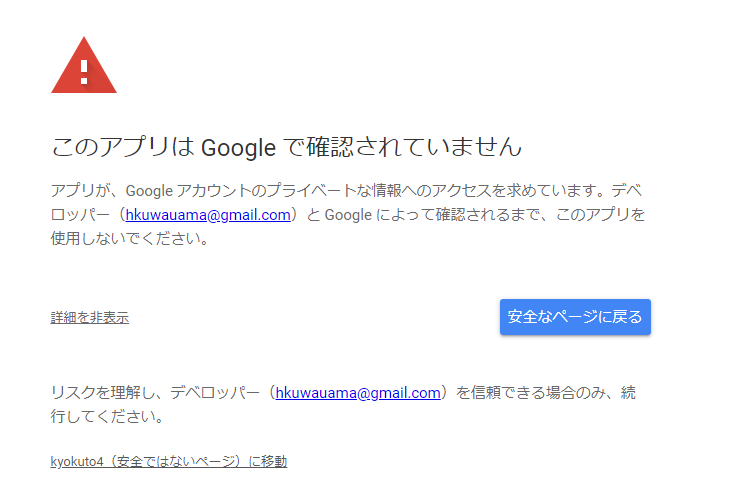 このアプリは Google で確認されていません
アプリが、Google アカウントのプライベートな情報へのアクセスを求めています。デベ
ロッパー（hkuwauama@gmail.com）と Google によって確認されるまで、このアプリを
使用しないでください。
詳細を非表示
安全なページに戻る
リスクを理解し、デベロッパー（hkuwauama@gmail.com）を信頼できる場合のみ、続
行してください。
kyokuto4（安全ではないページ）に移動